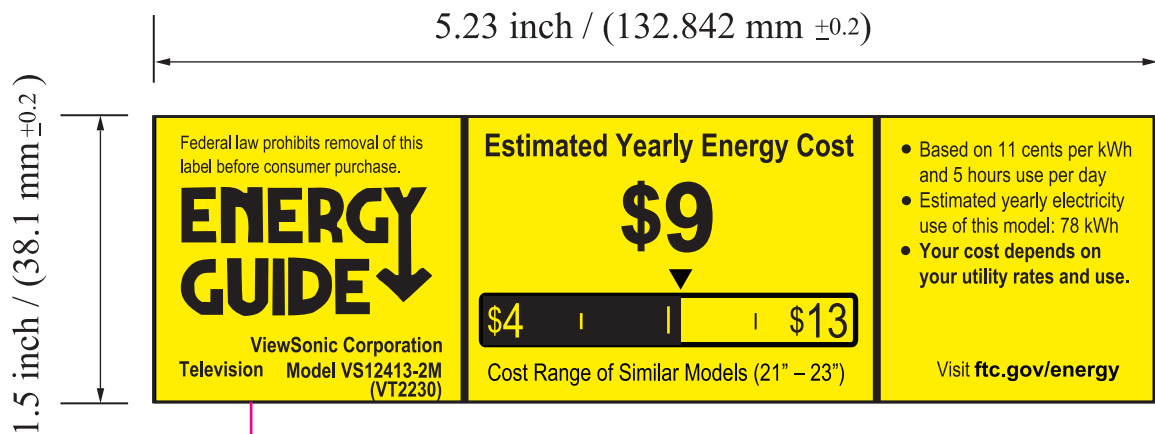 5.23 inch / (132.842 mm ±0.2)
1.5 inch / (38.1 mm ±0.2)
Federal law prohibits removal of this
label before consumer purchase.
ENERGY
GUIDE
ViewSonic Corporation
Television Model VS12413-2M
(VT2230)
Estimated Yearly Energy Cost
$9
$4 $13
Cost Range of Similar Models (21” – 23”)
● Based on 11 cents per kWh
and 5 hours use per day
● Estimated yearly electricity
use of this model: 78 kWh
● Your cost depends on
your utility rates and use.
Visit ftc.gov/energy